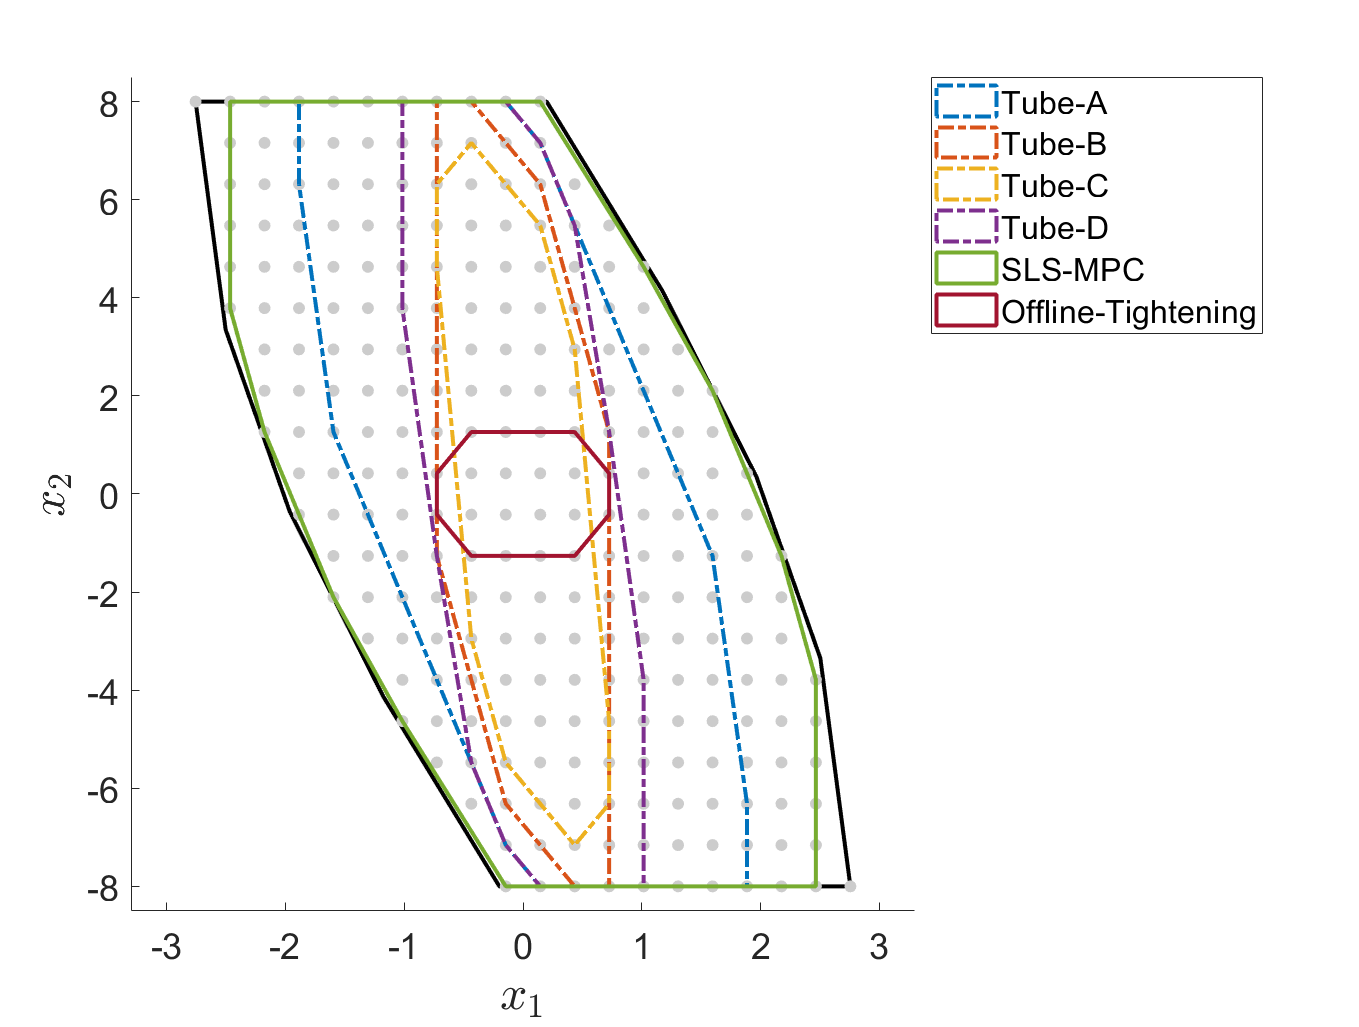 Tube-A
Tube-B
Tube-C
Tube-D
SLS-MPC
Offline-Tightening
8
6
4
2
0
-2
-4
-6
-8
x2
-3 -2 -1 0 1 2 3
x1